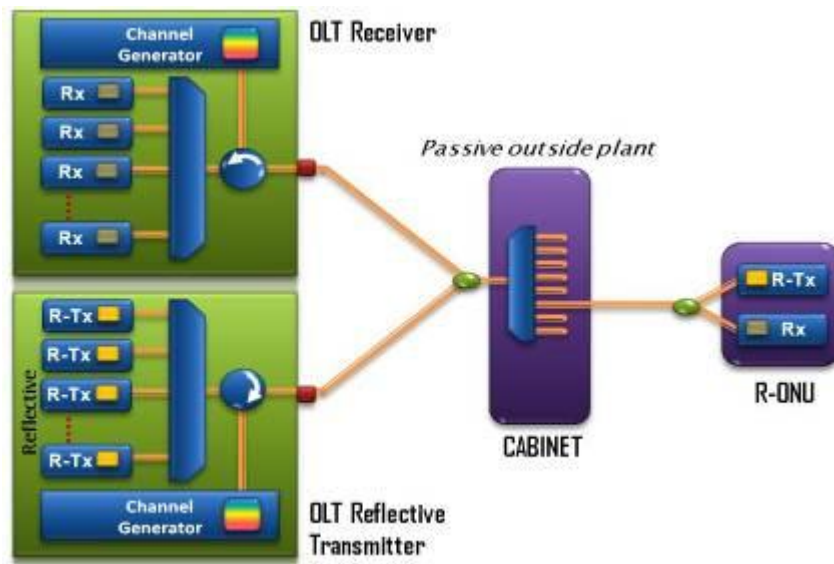 Channel
Generator
OLT Receiver
Rx
Rx
Rx
Rx
Passive outside plant
R-Tx
Rx
R-ONU
CABINET
R-Tx
R-Tx
R-Tx
R-Tx
Reflective
Channel
Generator
OLT Reflective
Transmitter